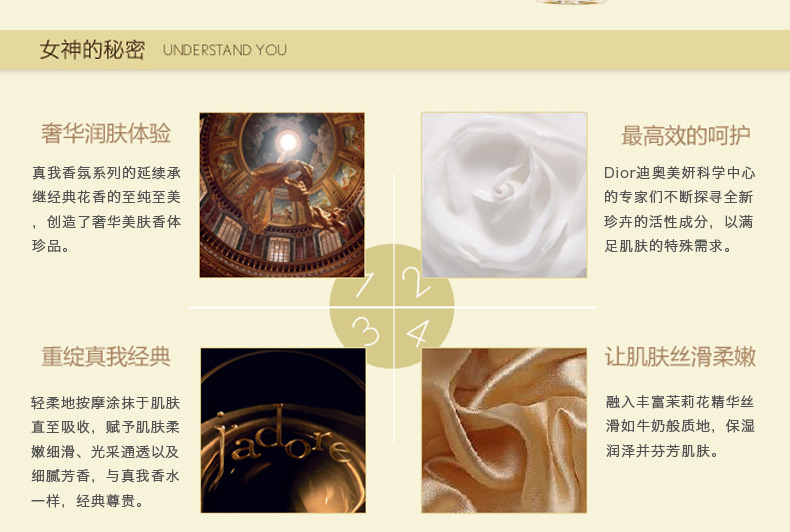 女神的秘密 UNDERSTAND YOU
奢华润肤体验
真我香氛系列的延续承
继经典花香的至纯至美
，创造了奢华美肤香体
珍品。
最高效的呵护
Dior迪奥美妍科学中心
的专家们不断探寻全新
珍卉的活性成分，以满
足肌肤的特殊需求。
1 2
3 4
重绽真我经典
轻柔地按摩涂抹于肌肤
直至吸收，赋予肌肤柔
嫩细滑、光采通透以及
细腻芳香，与真我香水
一样，经典尊贵。
j'adore
让肌肤丝滑柔嫩
融入丰富茉莉花精华丝
滑如牛奶般质地，保湿
润泽并芬芳肌肤。